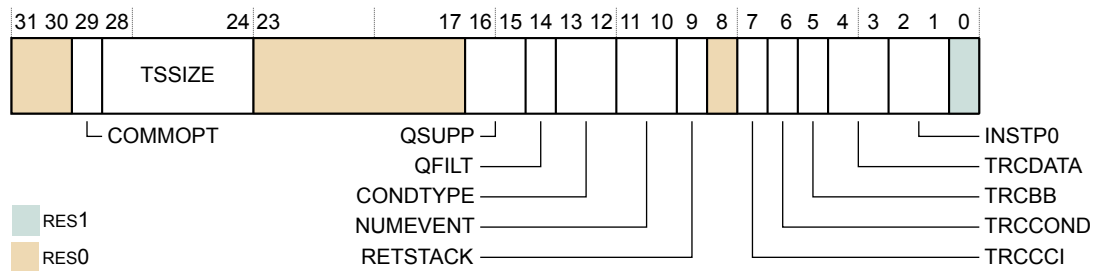 31 30 29 28 24 23 17 16 15 14 13 12 11 10 9 8 7 6 5 4 3 2 1 0
TSSIZE
COMMOPT QSUPP INSTP0
QFILT TRCDATA
CONDTYPE TRCBB
NUMEVENT TRCCOND
RES1
RETSTACK TRCCCI
RES0